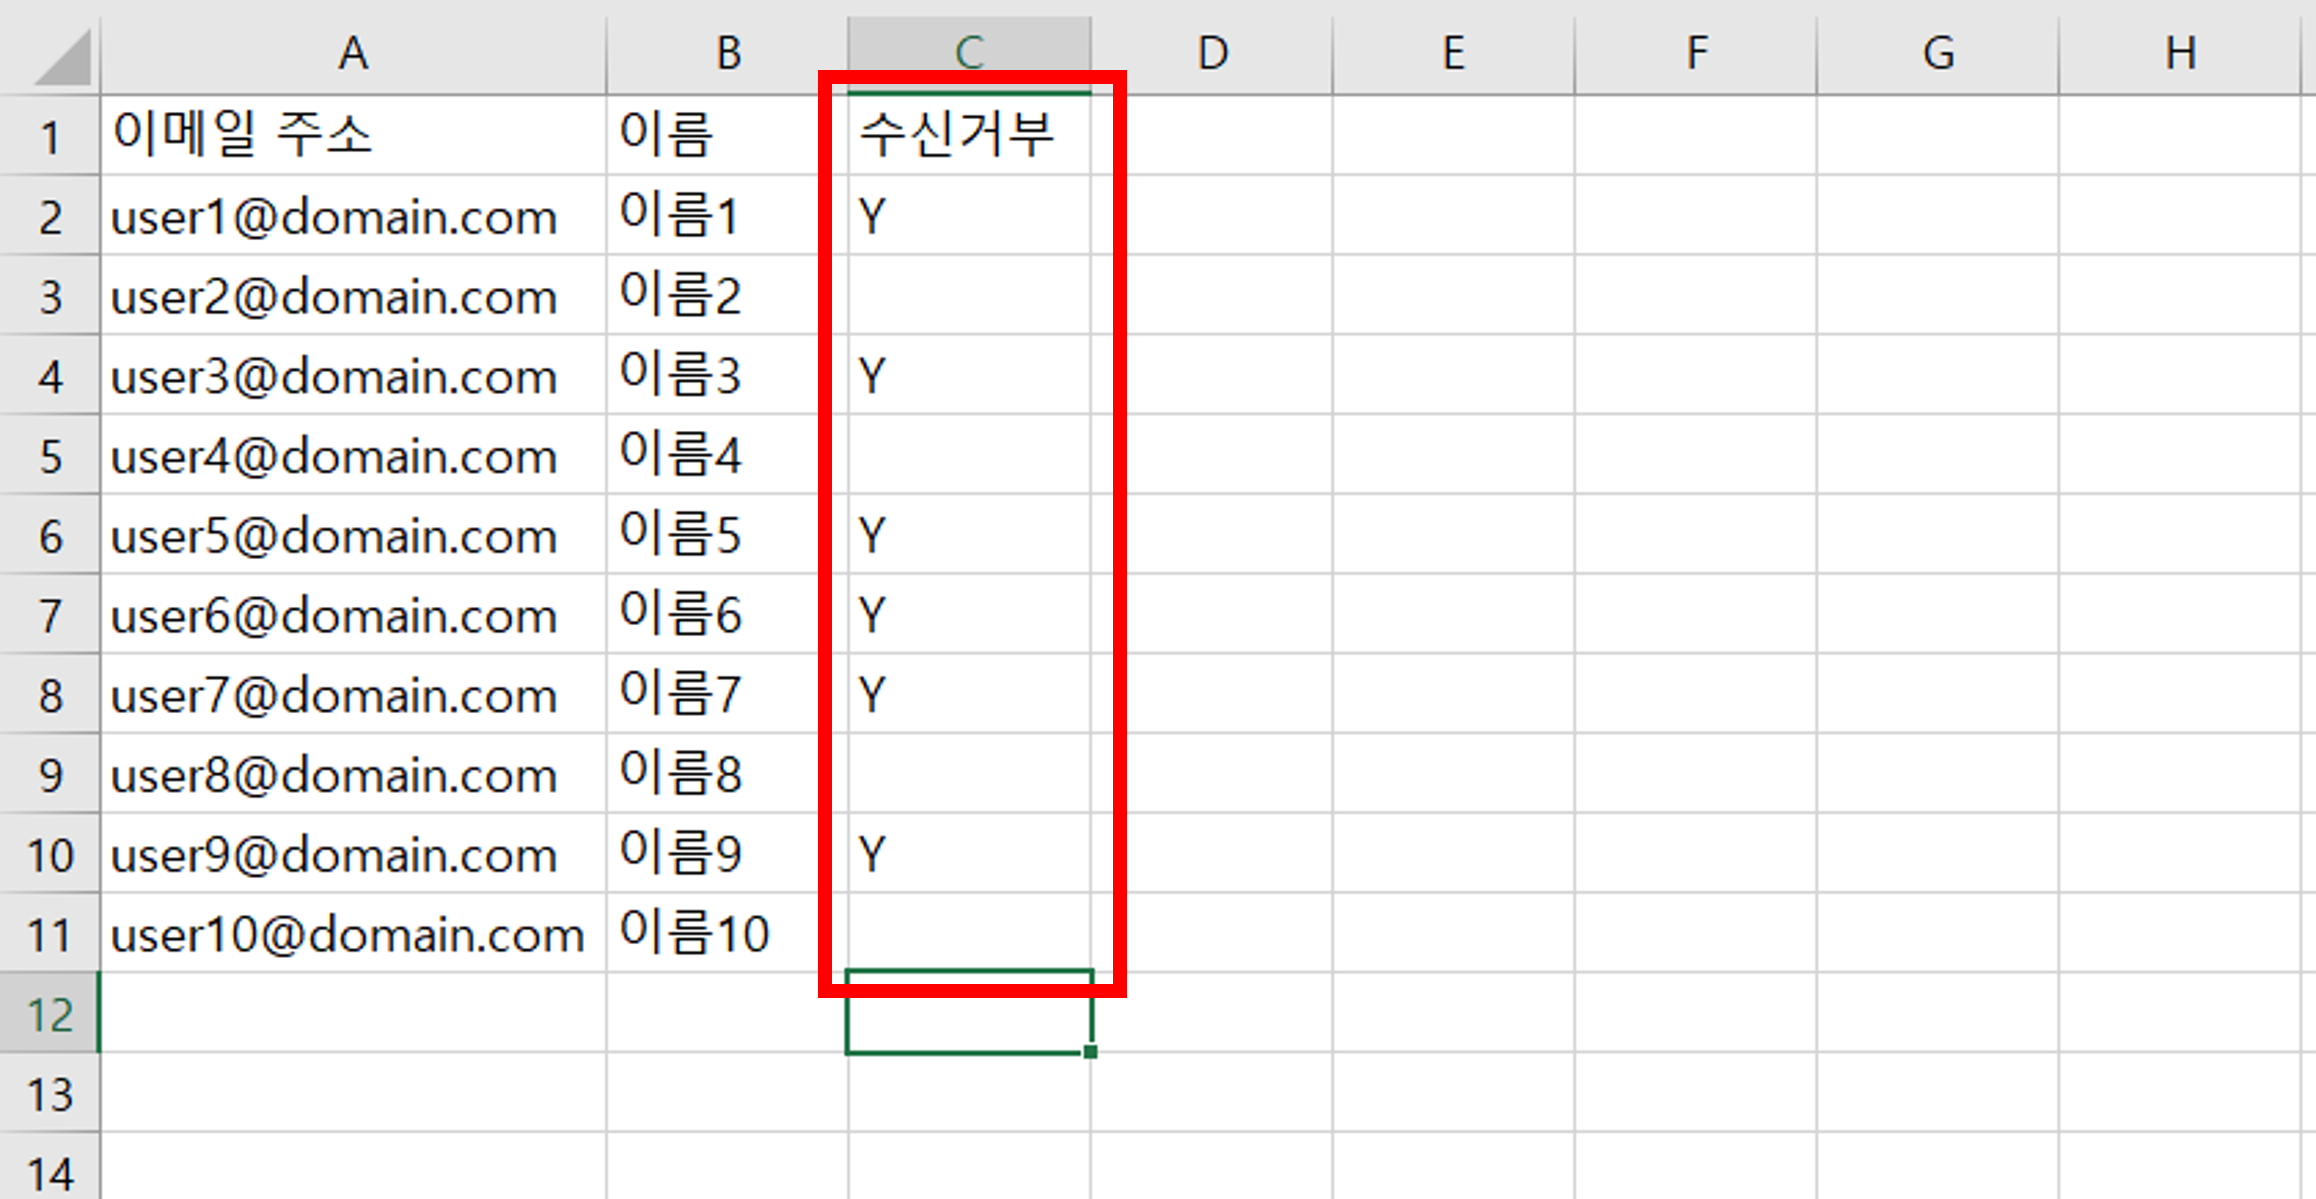 A B C D E F G H
1 이메일 주소 이름 수신거부
2 user1@domain.com 이름1 Y
3 user2@domain.com 이름2
4 user3@domain.com 이름3 Y
5 user4@domain.com 이름4
6 user5@domain.com 이름5 Y
7 user6@domain.com 이름6 Y
8 user7@domain.com 이름7 Y
9 user8@domain.com 이름8
10 user9@domain.com 이름9 Y
11 user10@domain.com 이름10
12
13
14